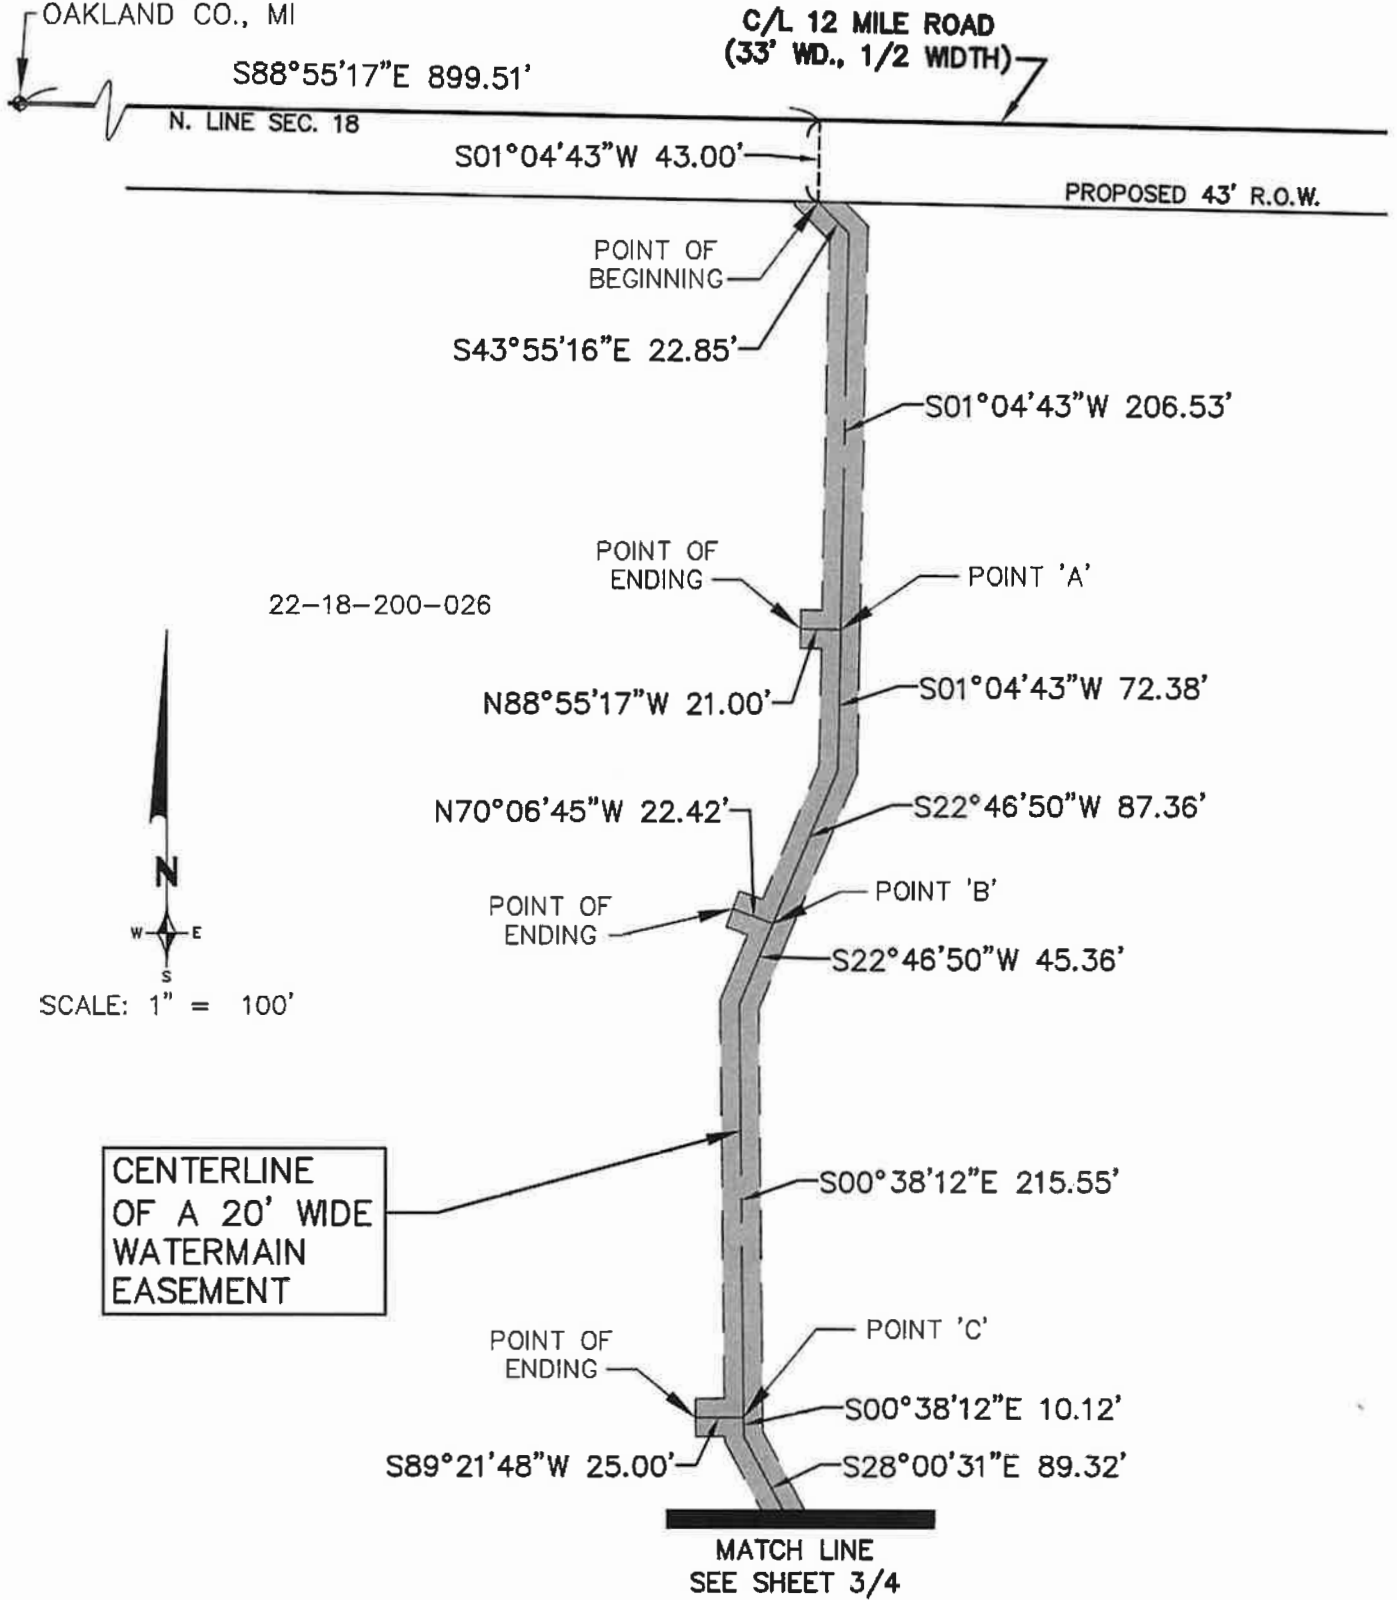 OAKLAND CO., MI
C/L 12 MILE ROAD
(33' WD., 1/2 WIDTH)
S88°55'17"E 899.51'
N. LINE SEC. 18
S01°04'43"W 43.00'
PROPOSED 43' R.O.W.
POINT OF
BEGINNING
S43°55'16"E 22.85'
S01°04'43"W 206.53'
POINT OF
ENDING
POINT 'A'
22-18-200-026
N88°55'17"W 21.00'
S01°04'43"W 72.38'
N70°06'45"W 22.42'
S22°46'50"W 87.36'
N
W E
S
SCALE: 1" = 100'
POINT OF
ENDING
POINT 'B'
S22°46'50"W 45.36'
CENTERLINE
OF A 20' WIDE
WATERMAIN
EASEMENT
S00°38'12"E 215.55'
POINT OF
ENDING
POINT 'C'
S00°38'12"E 10.12'
S89°21'48"W 25.00'
S28°00'31"E 89.32'
MATCH LINE
SEE SHEET 3/4